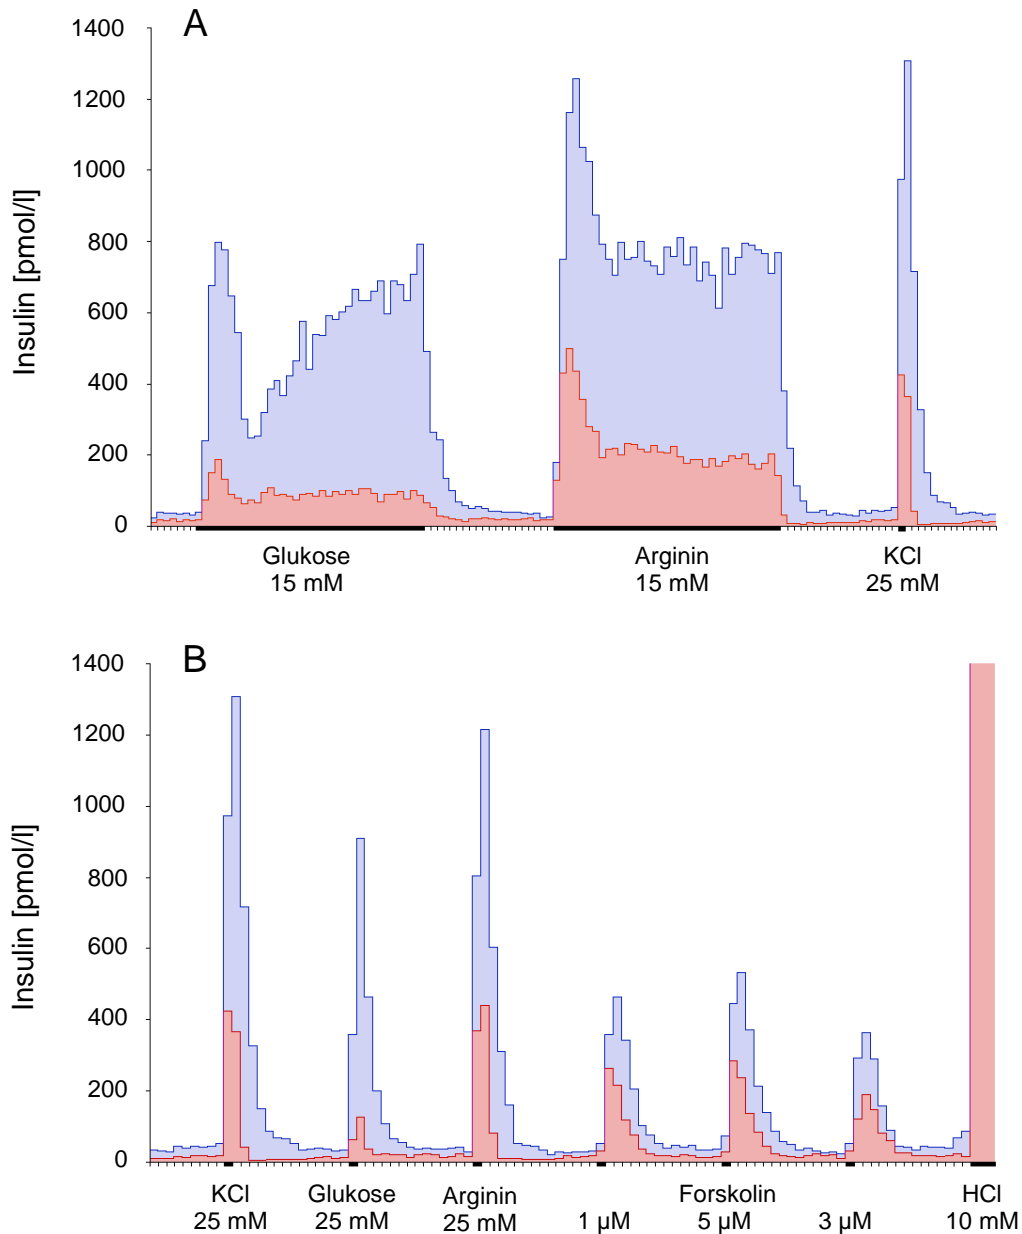 A
1400
1200
1000
800
600
400
200
0
Insulin [pmol/l]
Glukose Arginin KCl
15 mM 15 mM 25 mM
B
1400
1200
1000
800
600
400
200
0
Insulin [pmol/l]
KCl Glukose Arginin Forskolin HCl
25 mM 25 mM 25 mM 1 µM 5 µM 3 µM 10 mM